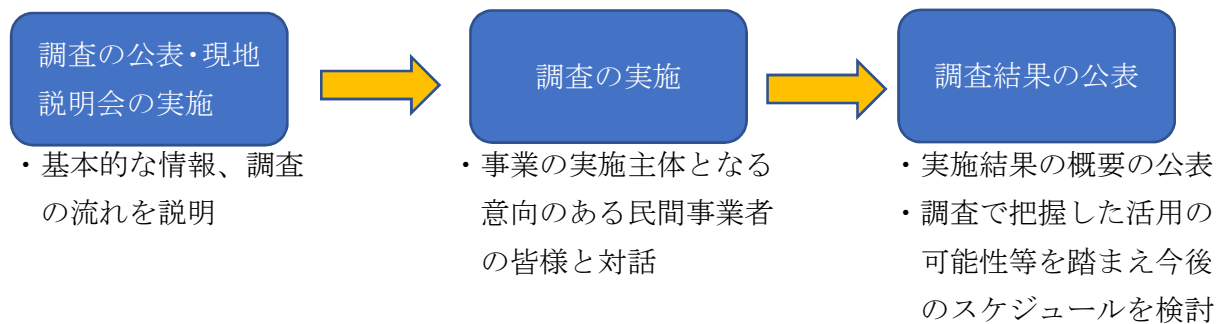 調査の公表・現地
説明会の実施
・基本的な情報、調査
の流れを説明
調査の実施
・事業の実施主体となる
意向のある民間事業者
の皆様と対話
調査結果の公表
・実施結果の概要の公表
・調査で把握した活用の
可能性等を踏まえ今後
のスケジュールを検討